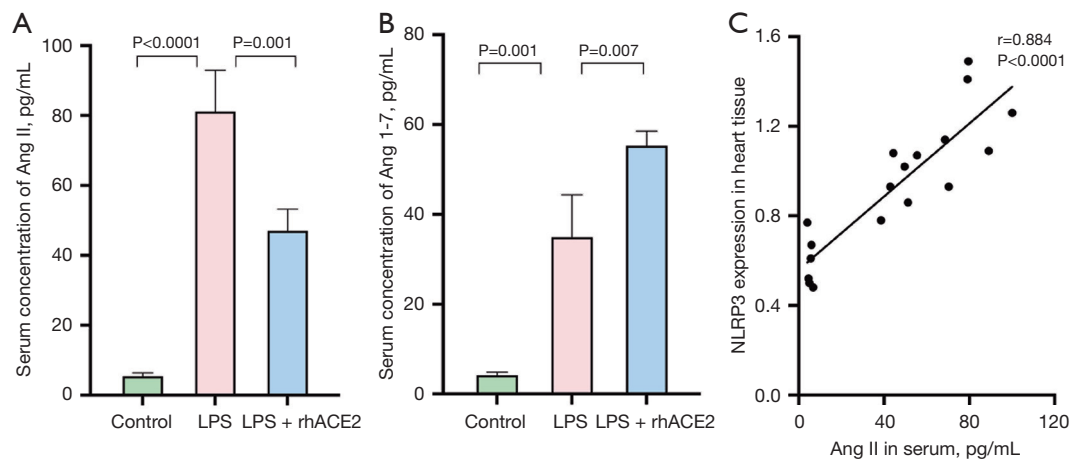 A
Serum concentration of Ang II, pg/mL
100
80
60
40
20
0
P<0.0001
P=0.001
Control
LPS
LPS + rhACE2
B
Serum concentration of Ang 1-7, pg/mL
80
60
40
20
0
P=0.001
P=0.007
Control
LPS
LPS + rhACE2
C
NLRP3 expression in heart tissue
1.6
1.2
0.8
0.4
0.0
r=0.884
P<0.0001
0
40
80
120
Ang II in serum, pg/mL